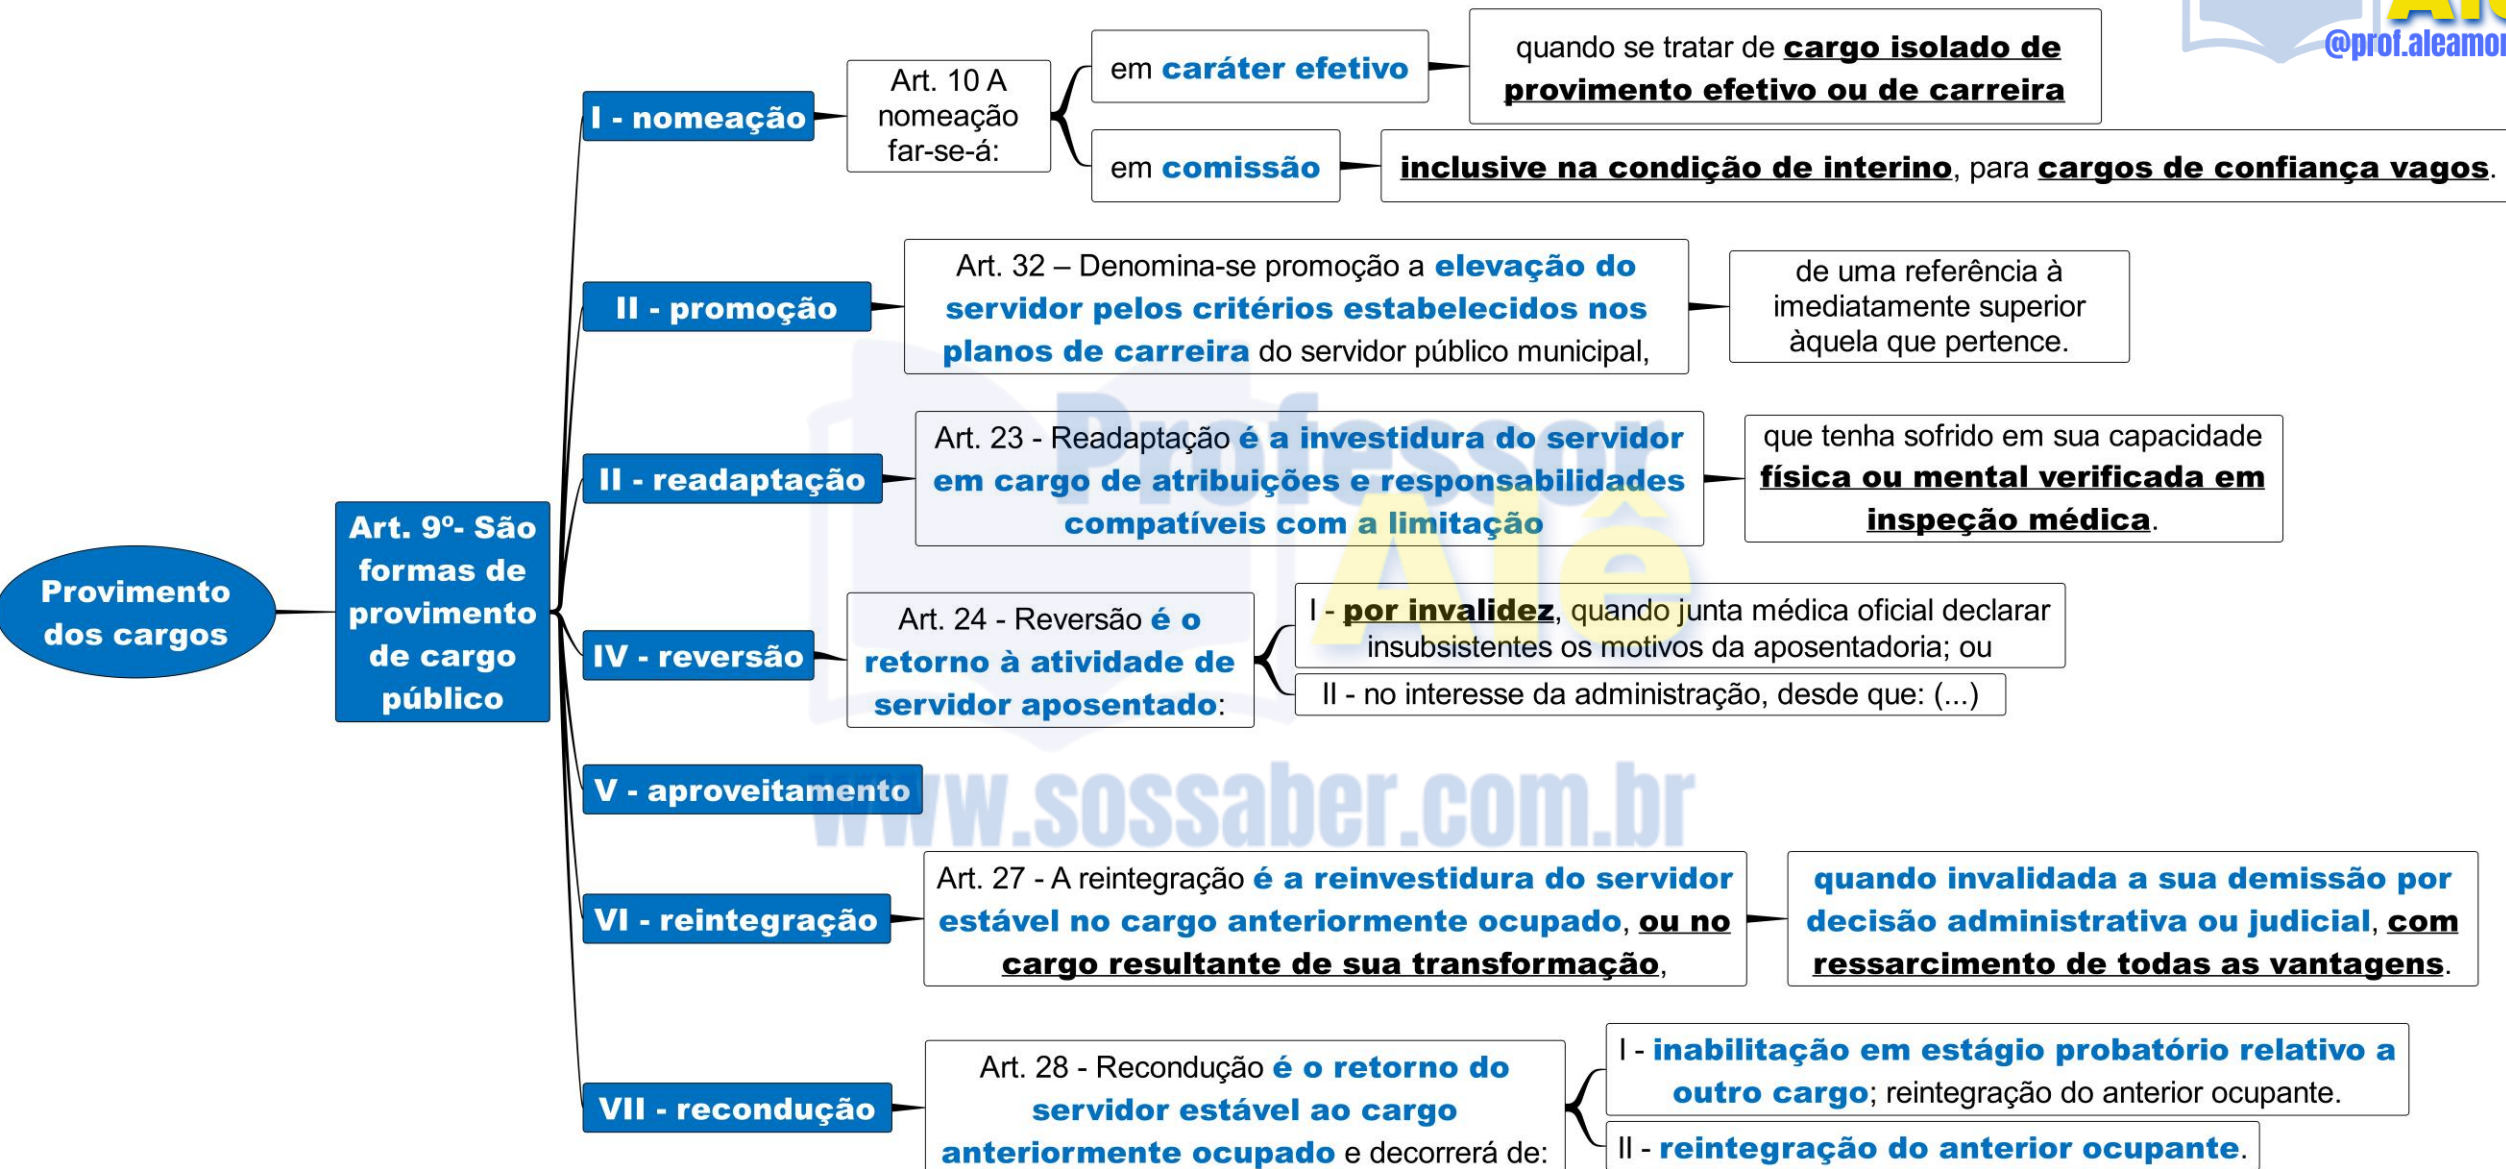 @prof.aleamor
Provimento
dos cargos
Art. 9º- São
formas de
provimento
de cargo
público
I - nomeação
Art. 10 A
nomeação
far-se-á:
em caráter efetivo
quando se tratar de cargo isolado de
provimento efetivo ou de carreira
em comissão
inclusive na condição de interino, para cargos de confiança vagos.
II - promoção
Art. 32 – Denomina-se promoção a elevação do
servidor pelos critérios estabelecidos nos
planos de carreira do servidor público municipal,
de uma referência à
imediatamente superior
àquela que pertence.
II - readaptação
Art. 23 - Readaptação é a investidura do servidor
em cargo de atribuições e responsabilidades
compatíveis com a limitação
que tenha sofrido em sua capacidade
física ou mental verificada em
inspeção médica.
IV - reversão
Art. 24 - Reversão é o
retorno à atividade de
servidor aposentado:
I - por invalidez, quando junta médica oficial declarar
insubsistentes os motivos da aposentadoria; ou
II - no interesse da administração, desde que: (...)
V - aproveitamento
VI - reintegração
Art. 27 - A reintegração é a reinvestidura do servidor
estável no cargo anteriormente ocupado, ou no
cargo resultante de sua transformação,
quando invalidada a sua demissão por
decisão administrativa ou judicial, com
ressarcimento de todas as vantagens.
VII - recondução
Art. 28 - Recondução é o retorno do
servidor estável ao cargo
anteriormente ocupado e decorrerá de:
I - inabilitação em estágio probatório relativo a
outro cargo; reintegração do anterior ocupante.
II - reintegração do anterior ocupante.
Professor
Alê
www.sossaber.com.br